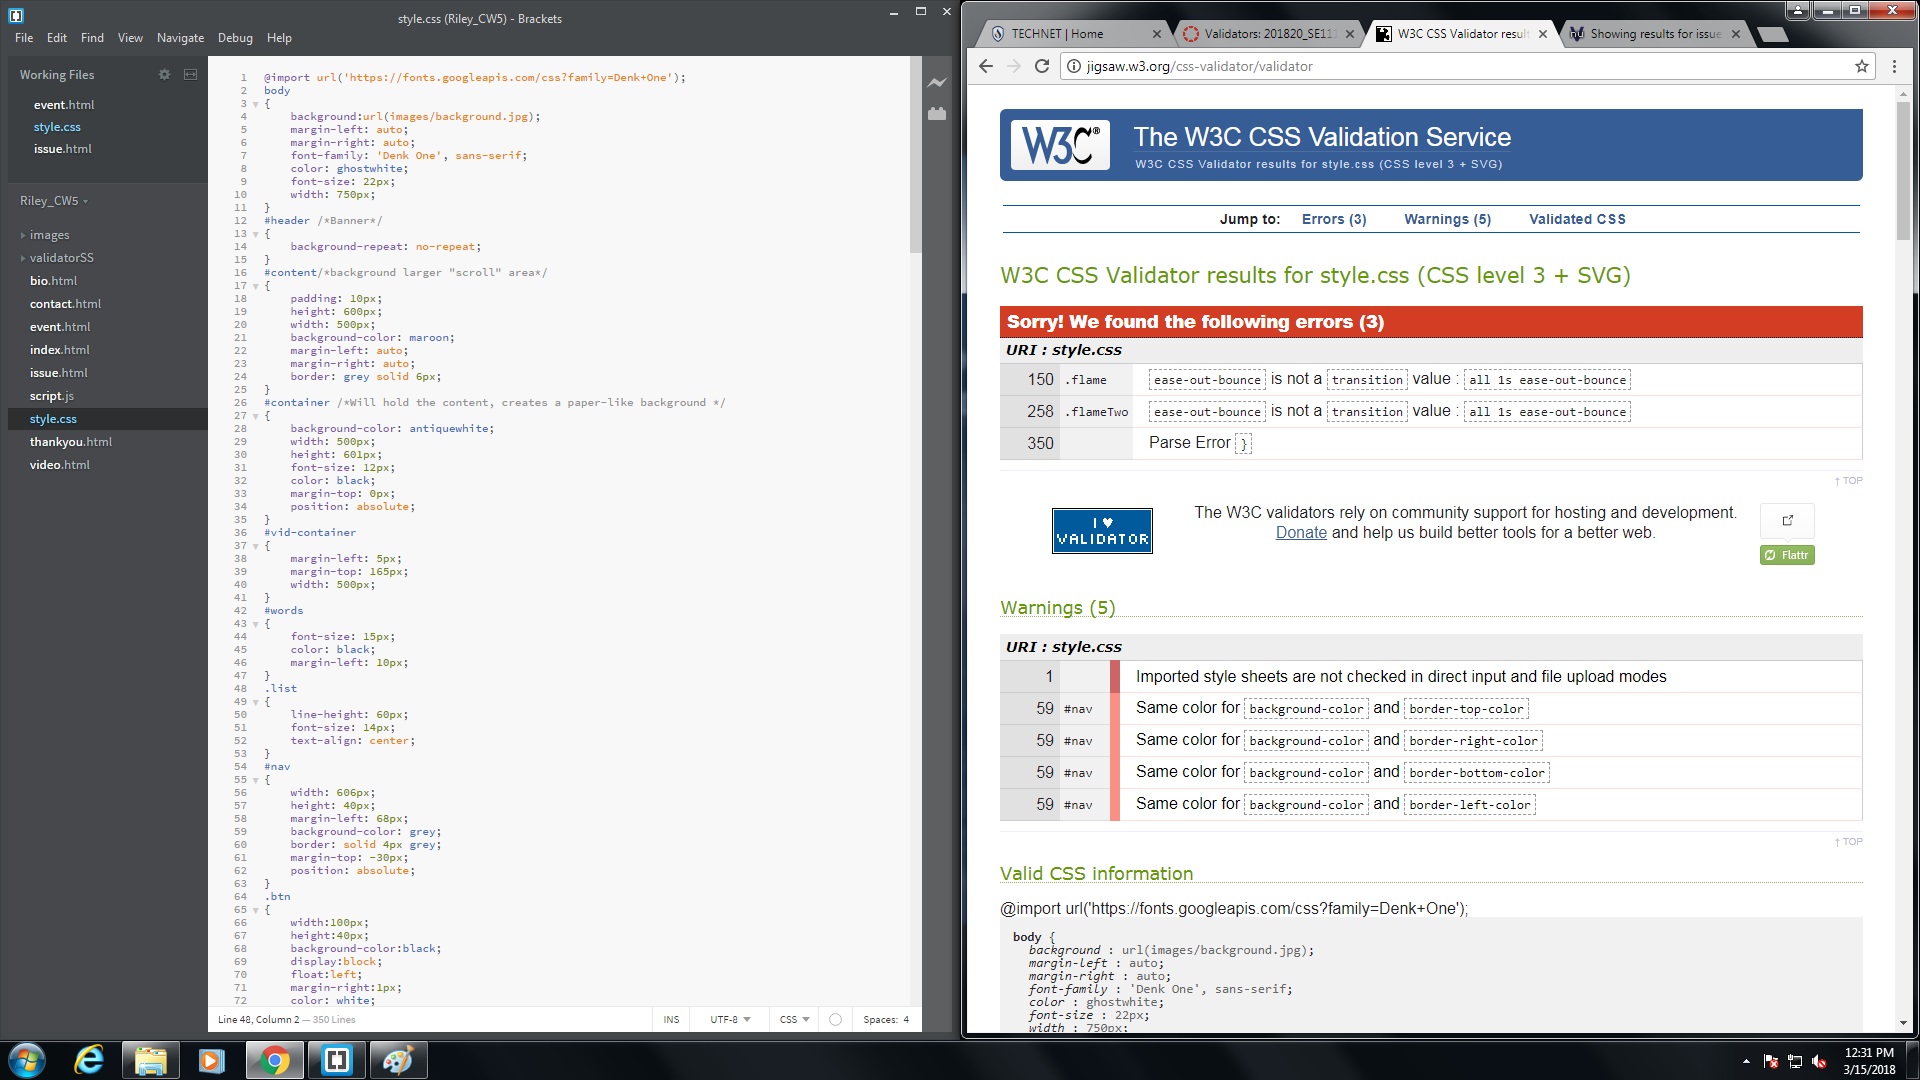 style.css (Riley_CW5) - Brackets
File Edit Find View Navigate Debug Help
Working Files
event.html
style.css
issue.html
Riley_CW5
images
validatorSS
bio.html
contact.html
event.html
index.html
issue.html
script.js
style.css
thankyou.html
video.html
1 @import url('https://fonts.googleapis.com/css?family=Denk+One');
2 body
3 {
4 background:url(images/background.jpg);
5 margin-left: auto;
6 margin-right: auto;
7 font-family: 'Denk One', sans-serif;
8 color: ghostwhite;
9 font-size: 22px;
10 width: 750px;
11 }
12 #header /*Banner*/
13 {
14 background-repeat: no-repeat;
15 }
16 #content/*background larger "scroll" area*/
17 {
18 padding: 10px;
19 height: 600px;
20 width: 500px;
21 background-color: maroon;
22 margin-left: auto;
23 margin-right: auto;
24 border: grey solid 6px;
25 }
26 #container /*Will hold the content, creates a paper-like background */
27 {
28 background-color: antiquewhite;
29 width: 500px;
30 height: 601px;
31 font-size: 12px;
32 color: black;
33 margin-top: 0px;
34 position: absolute;
35 }
36 #vid-container
37 {
38 margin-left: 5px;
39 margin-top: 165px;
40 width: 500px;
41 }
42 #words
43 {
44 font-size: 15px;
45 color: black;
46 margin-left: 10px;
47 }
48 .list
49 {
50 line-height: 60px;
51 font-size: 14px;
52 text-align: center;
53 }
54 #nav
55 {
56 width: 606px;
57 height: 40px;
58 margin-left: 68px;
59 background-color: grey;
60 border: solid 4px grey;
61 margin-top: -30px;
62 position: absolute;
63 }
64 .btn
65 {
66 width:100px;
67 height:40px;
68 background-color:black;
69 display:block;
70 float:left;
71 margin-right:1px;
72 color: white;
Line 48, Column 2 — 350 Lines INS UTF-8 CSS Spaces: 4
TECHNET | Home Validators: 201820_SE111 W3C CSS Validator result Showing results for issue
jigsaw.w3.org/css-validator/validator
W3C® The W3C CSS Validation Service
W3C CSS Validator results for style.css (CSS level 3 + SVG)
Jump to: Errors (3) Warnings (5) Validated CSS
W3C CSS Validator results for style.css (CSS level 3 + SVG)
Sorry! We found the following errors (3)
URI : style.css
150 .flame ease-out-bounce is not a transition value : all 1s ease-out-bounce
258 .flameTwo ease-out-bounce is not a transition value : all 1s ease-out-bounce
350 Parse Error }
↑ TOP
I ♥ VALIDATOR
The W3C validators rely on community support for hosting and development.
Donate and help us build better tools for a better web.
Flattr
Warnings (5)
URI : style.css
1 Imported style sheets are not checked in direct input and file upload modes
59 #nav Same color for background-color and border-top-color
59 #nav Same color for background-color and border-right-color
59 #nav Same color for background-color and border-bottom-color
59 #nav Same color for background-color and border-left-color
↑ TOP
Valid CSS information
@import url('https://fonts.googleapis.com/css?family=Denk+One');
body {
background : url(images/background.jpg);
margin-left : auto;
margin-right : auto;
font-family : 'Denk One', sans-serif;
color : ghostwhite;
font-size : 22px;
width : 750px;
12:31 PM
3/15/2018